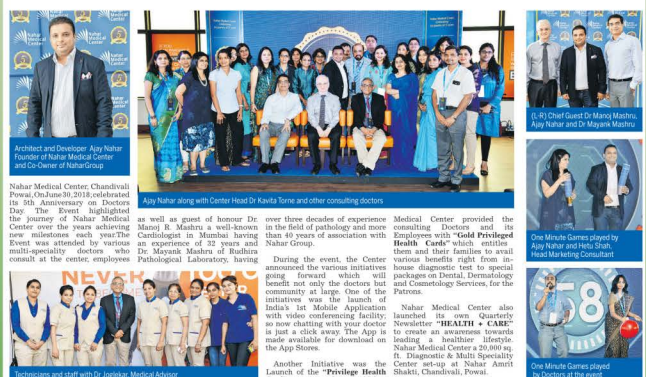 Nahar Medical Center
Architect and Developer Ajay Nahar
Founder of Nahar Medical Center
and Co-Owner of NaharGroup
Ajay Nahar along with Center Head Dr Kavita Torne and other consulting doctors
(L-R) Chief Guest Dr Manoj Mashru,
Ajay Nahar and Dr Mayank Mashru
One Minute Games played by
Ajay Nahar and Hetu Shah,
Head Marketing Consultant
58
One Minute Games played
by Doctors at the event
NEVER
Technicians and staff with Dr Joglekar, Medical Advisor
Nahar Medical Center, Chandivali
Powai, On June 30, 2018; celebrated
its 5th Anniversary on Doctors
Day. The Event highlighted
the journey of Nahar Medical
Center over the years achieving
new milestones each year.The
Event was attended by various
multi-speciality doctors who
consult at the center, employees
as well as guest of honour Dr.
Manoj R. Mashru a well-known
Cardiologist in Mumbai having
an experience of 32 years and
Dr. Mayank Mashru of Rudhira
Pathological Laboratory, having
over three decades of experience
in the field of pathology and more
than 40 years of association with
Nahar Group.
During the event, the Center
announced the various initiatives
going forward which will
benefit not only the doctors but
community at large. One of the
initiatives was the launch of
India's 1st Mobile Application
with video conferencing facility;
so now chatting with your doctor
is just a click away. The App is
made available for download on
the App Stores.
Another Initiative was the
Launch of the "Privilege Health
Medical Center provided the
consulting Doctors and its
Employees with "Gold Privileged
Health Cards" which entitles
them and their families to avail
various benefits right from in-
house diagnostic test to special
packages on Dental, Dermatology
and Cosmetology Services, for the
Patrons.
Nahar Medical Center also
launched its own Quarterly
Newsletter "HEALTH + CARE"
to create an awareness towards
leading a healthier lifestyle.
Nahar Medical Center a 20,000 sq.
ft. Diagnostic & Multi Speciality
Center set-up at Nahar Amrit
Shakti, Chandivali, Powai.